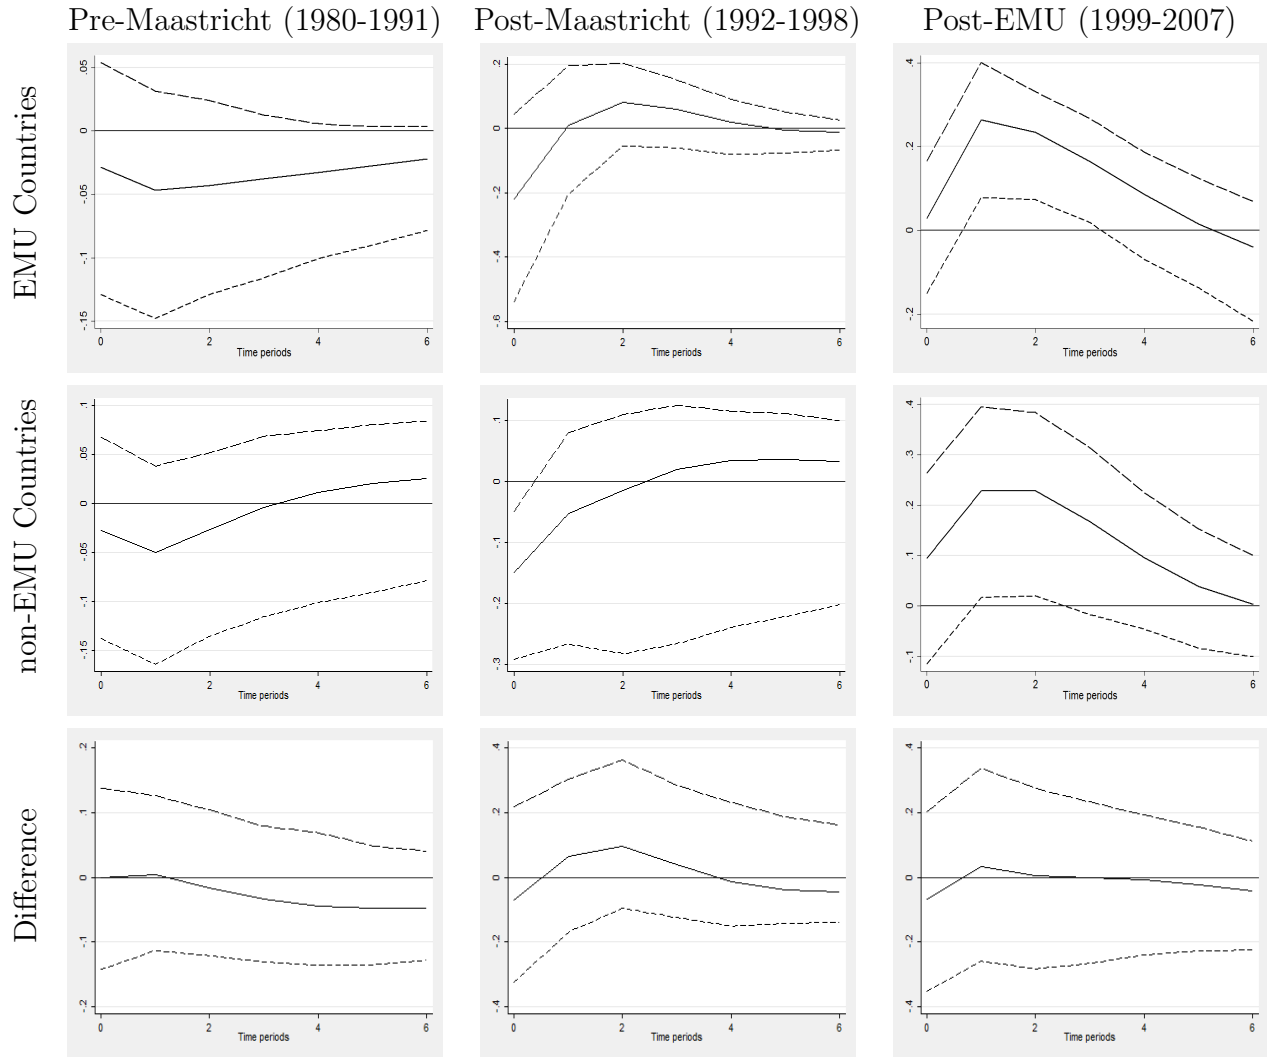 Pre-Maastricht (1980-1991) Post-Maastricht (1992-1998) Post-EMU (1999-2007)
EMU Countries
.05
0
-.05
-.1
-.15
0 2 4 6
Time periods
.2
0
-.2
-.4
-.6
0 2 4 6
Time periods
.4
.2
0
-.2
0 2 4 6
Time periods
non-EMU Countries
.1
.05
0
-.05
-.1
-.15
0 2 4 6
Time periods
.1
0
-.1
-.2
-.3
0 2 4 6
Time periods
.4
.3
.2
.1
0
-.1
0 2 4 6
Time periods
Difference
.2
.1
0
-.1
-.2
0 2 4 6
Time periods
.4
.2
0
-.2
-.4
0 2 4 6
Time periods
.4
.2
0
-.2
-.4
0 2 4 6
Time periods